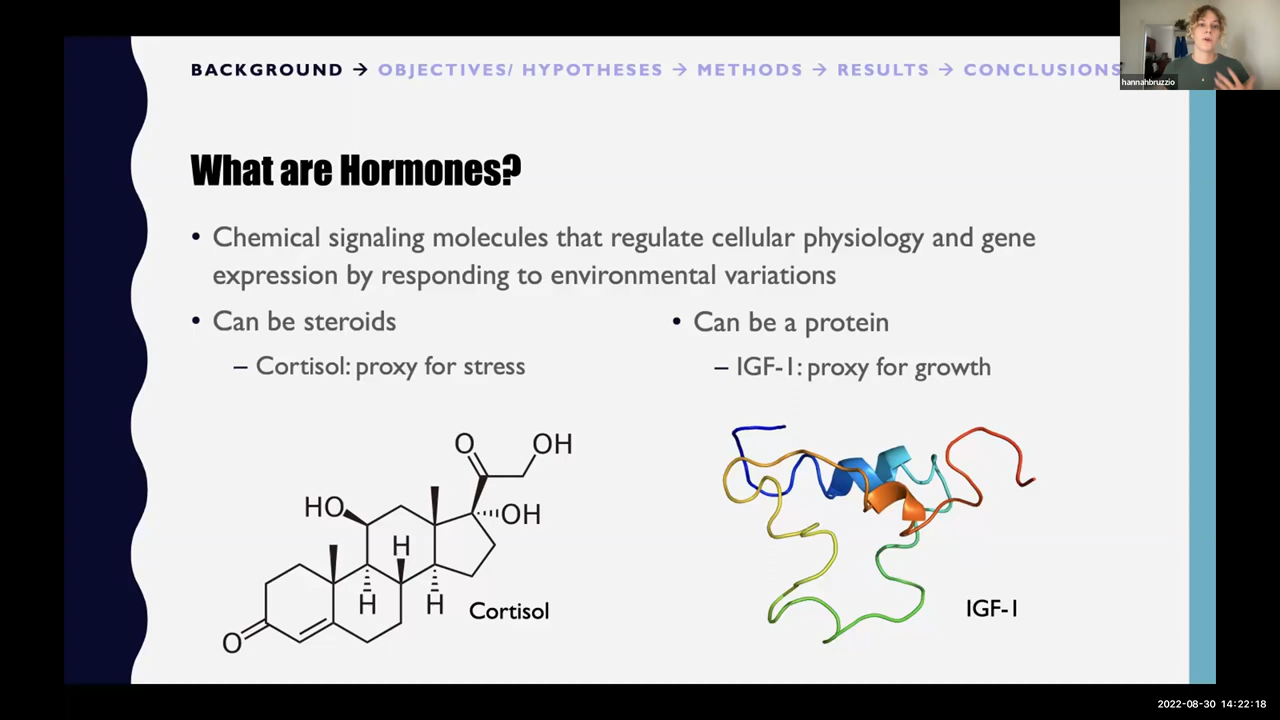 BACKGROUND → OBJECTIVES/ HYPOTHESES → METHODS → RESULTS → CONCLUSIONS
hannahbruzzio
What are Hormones?
• Chemical signaling molecules that regulate cellular physiology and gene
expression by responding to environmental variations
• Can be steroids
– Cortisol: proxy for stress
• Can be a protein
– IGF-1: proxy for growth
O
OH
HO
OH
H
H
H
O
Cortisol
IGF-1
2022-08-30 14:22:18